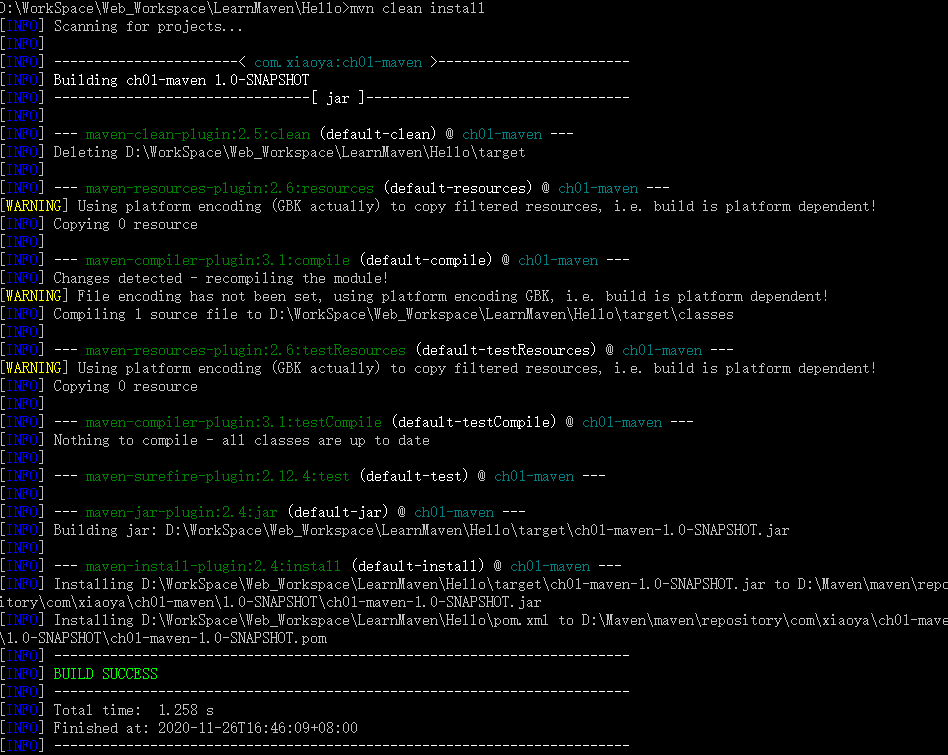 D:\WorkSpace\Web_Workspace\LearnMaven\Hello>mvn clean install
[INFO] Scanning for projects...
[INFO]
[INFO] -----------------------< com.xiaoya:ch01-maven >------------------------
[INFO] Building ch01-maven 1.0-SNAPSHOT
[INFO] --------------------------------[ jar ]---------------------------------
[INFO]
[INFO] --- maven-clean-plugin:2.5:clean (default-clean) @ ch01-maven ---
[INFO] Deleting D:\WorkSpace\Web_Workspace\LearnMaven\Hello\target
[INFO]
[INFO] --- maven-resources-plugin:2.6:resources (default-resources) @ ch01-maven ---
[WARNING] Using platform encoding (GBK actually) to copy filtered resources, i.e. build is platform dependent!
[INFO] Copying 0 resource
[INFO]
[INFO] --- maven-compiler-plugin:3.1:compile (default-compile) @ ch01-maven ---
[INFO] Changes detected - recompiling the module!
[WARNING] File encoding has not been set, using platform encoding GBK, i.e. build is platform dependent!
[INFO] Compiling 1 source file to D:\WorkSpace\Web_Workspace\LearnMaven\Hello\target\classes
[INFO]
[INFO] --- maven-resources-plugin:2.6:testResources (default-testResources) @ ch01-maven ---
[WARNING] Using platform encoding (GBK actually) to copy filtered resources, i.e. build is platform dependent!
[INFO] Copying 0 resource
[INFO]
[INFO] --- maven-compiler-plugin:3.1:testCompile (default-testCompile) @ ch01-maven ---
[INFO] Nothing to compile - all classes are up to date
[INFO]
[INFO] --- maven-surefire-plugin:2.12.4:test (default-test) @ ch01-maven ---
[INFO]
[INFO] --- maven-jar-plugin:2.4:jar (default-jar) @ ch01-maven ---
[INFO] Building jar: D:\WorkSpace\Web_Workspace\LearnMaven\Hello\target\ch01-maven-1.0-SNAPSHOT.jar
[INFO]
[INFO] --- maven-install-plugin:2.4:install (default-install) @ ch01-maven ---
[INFO] Installing D:\WorkSpace\Web_Workspace\LearnMaven\Hello\target\ch01-maven-1.0-SNAPSHOT.jar to D:\Maven\maven\repos
itory\com\xiaoya\ch01-maven\1.0-SNAPSHOT\ch01-maven-1.0-SNAPSHOT.jar
[INFO] Installing D:\WorkSpace\Web_Workspace\LearnMaven\Hello\pom.xml to D:\Maven\maven\repository\com\xiaoya\ch01-maven
\1.0-SNAPSHOT\ch01-maven-1.0-SNAPSHOT.pom
[INFO] ------------------------------------------------------------------------
[INFO] BUILD SUCCESS
[INFO] ------------------------------------------------------------------------
[INFO] Total time:  1.258 s
[INFO] Finished at: 2020-11-26T16:46:09+08:00
[INFO] ------------------------------------------------------------------------